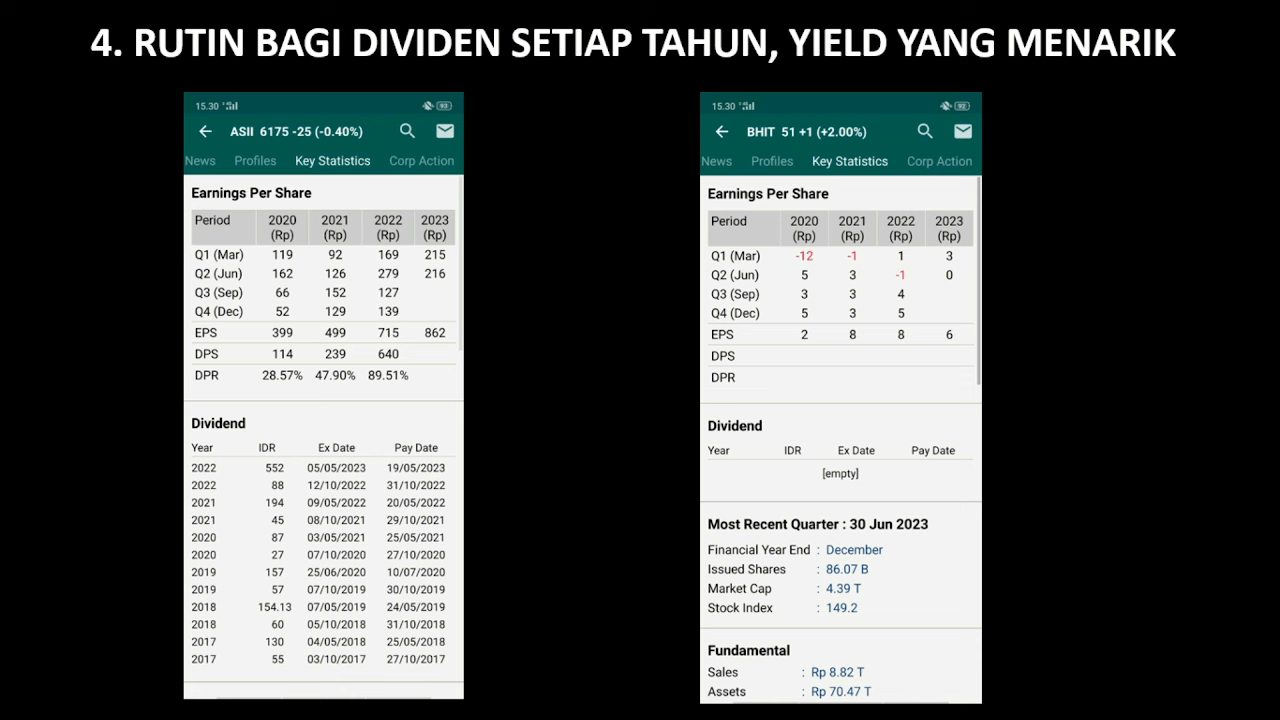 4. RUTIN BAGI DIVIDEN SETIAP TAHUN, YIELD YANG MENARIK
15.30
93
ASII 6175 -25 (-0.40%)
News Profiles Key Statistics Corp Action
Earnings Per Share
Period 2020 (Rp) 2021 (Rp) 2022 (Rp) 2023 (Rp)
Q1 (Mar) 119 92 169 215
Q2 (Jun) 162 126 279 216
Q3 (Sep) 66 152 127
Q4 (Dec) 52 129 139
EPS 399 499 715 862
DPS 114 239 640
DPR 28.57% 47.90% 89.51%
Dividend
Year IDR Ex Date Pay Date
2022 552 05/05/2023 19/05/2023
2022 88 12/10/2022 31/10/2022
2021 194 09/05/2022 20/05/2022
2021 45 08/10/2021 29/10/2021
2020 87 03/05/2021 25/05/2021
2020 27 07/10/2020 27/10/2020
2019 157 25/06/2020 10/07/2020
2019 57 07/10/2019 30/10/2019
2018 154.13 07/05/2019 24/05/2019
2018 60 05/10/2018 31/10/2018
2017 130 04/05/2018 25/05/2018
2017 55 03/10/2017 27/10/2017
15.30
BHIT 51 +1 (+2.00%)
News Profiles Key Statistics Corp Action
Earnings Per Share
Period 2020 (Rp) 2021 (Rp) 2022 (Rp) 2023 (Rp)
Q1 (Mar) -12 -1 1 3
Q2 (Jun) 5 3 -1 0
Q3 (Sep) 3 3 4
Q4 (Dec) 5 3 5
EPS 2 8 8 6
DPS
DPR
Dividend
Year IDR Ex Date Pay Date
[empty]
Most Recent Quarter : 30 Jun 2023
Financial Year End : December
Issued Shares : 86.07 B
Market Cap : 4.39 T
Stock Index : 149.2
Fundamental
Sales : Rp 8.82 T
Assets : Rp 70.47 T